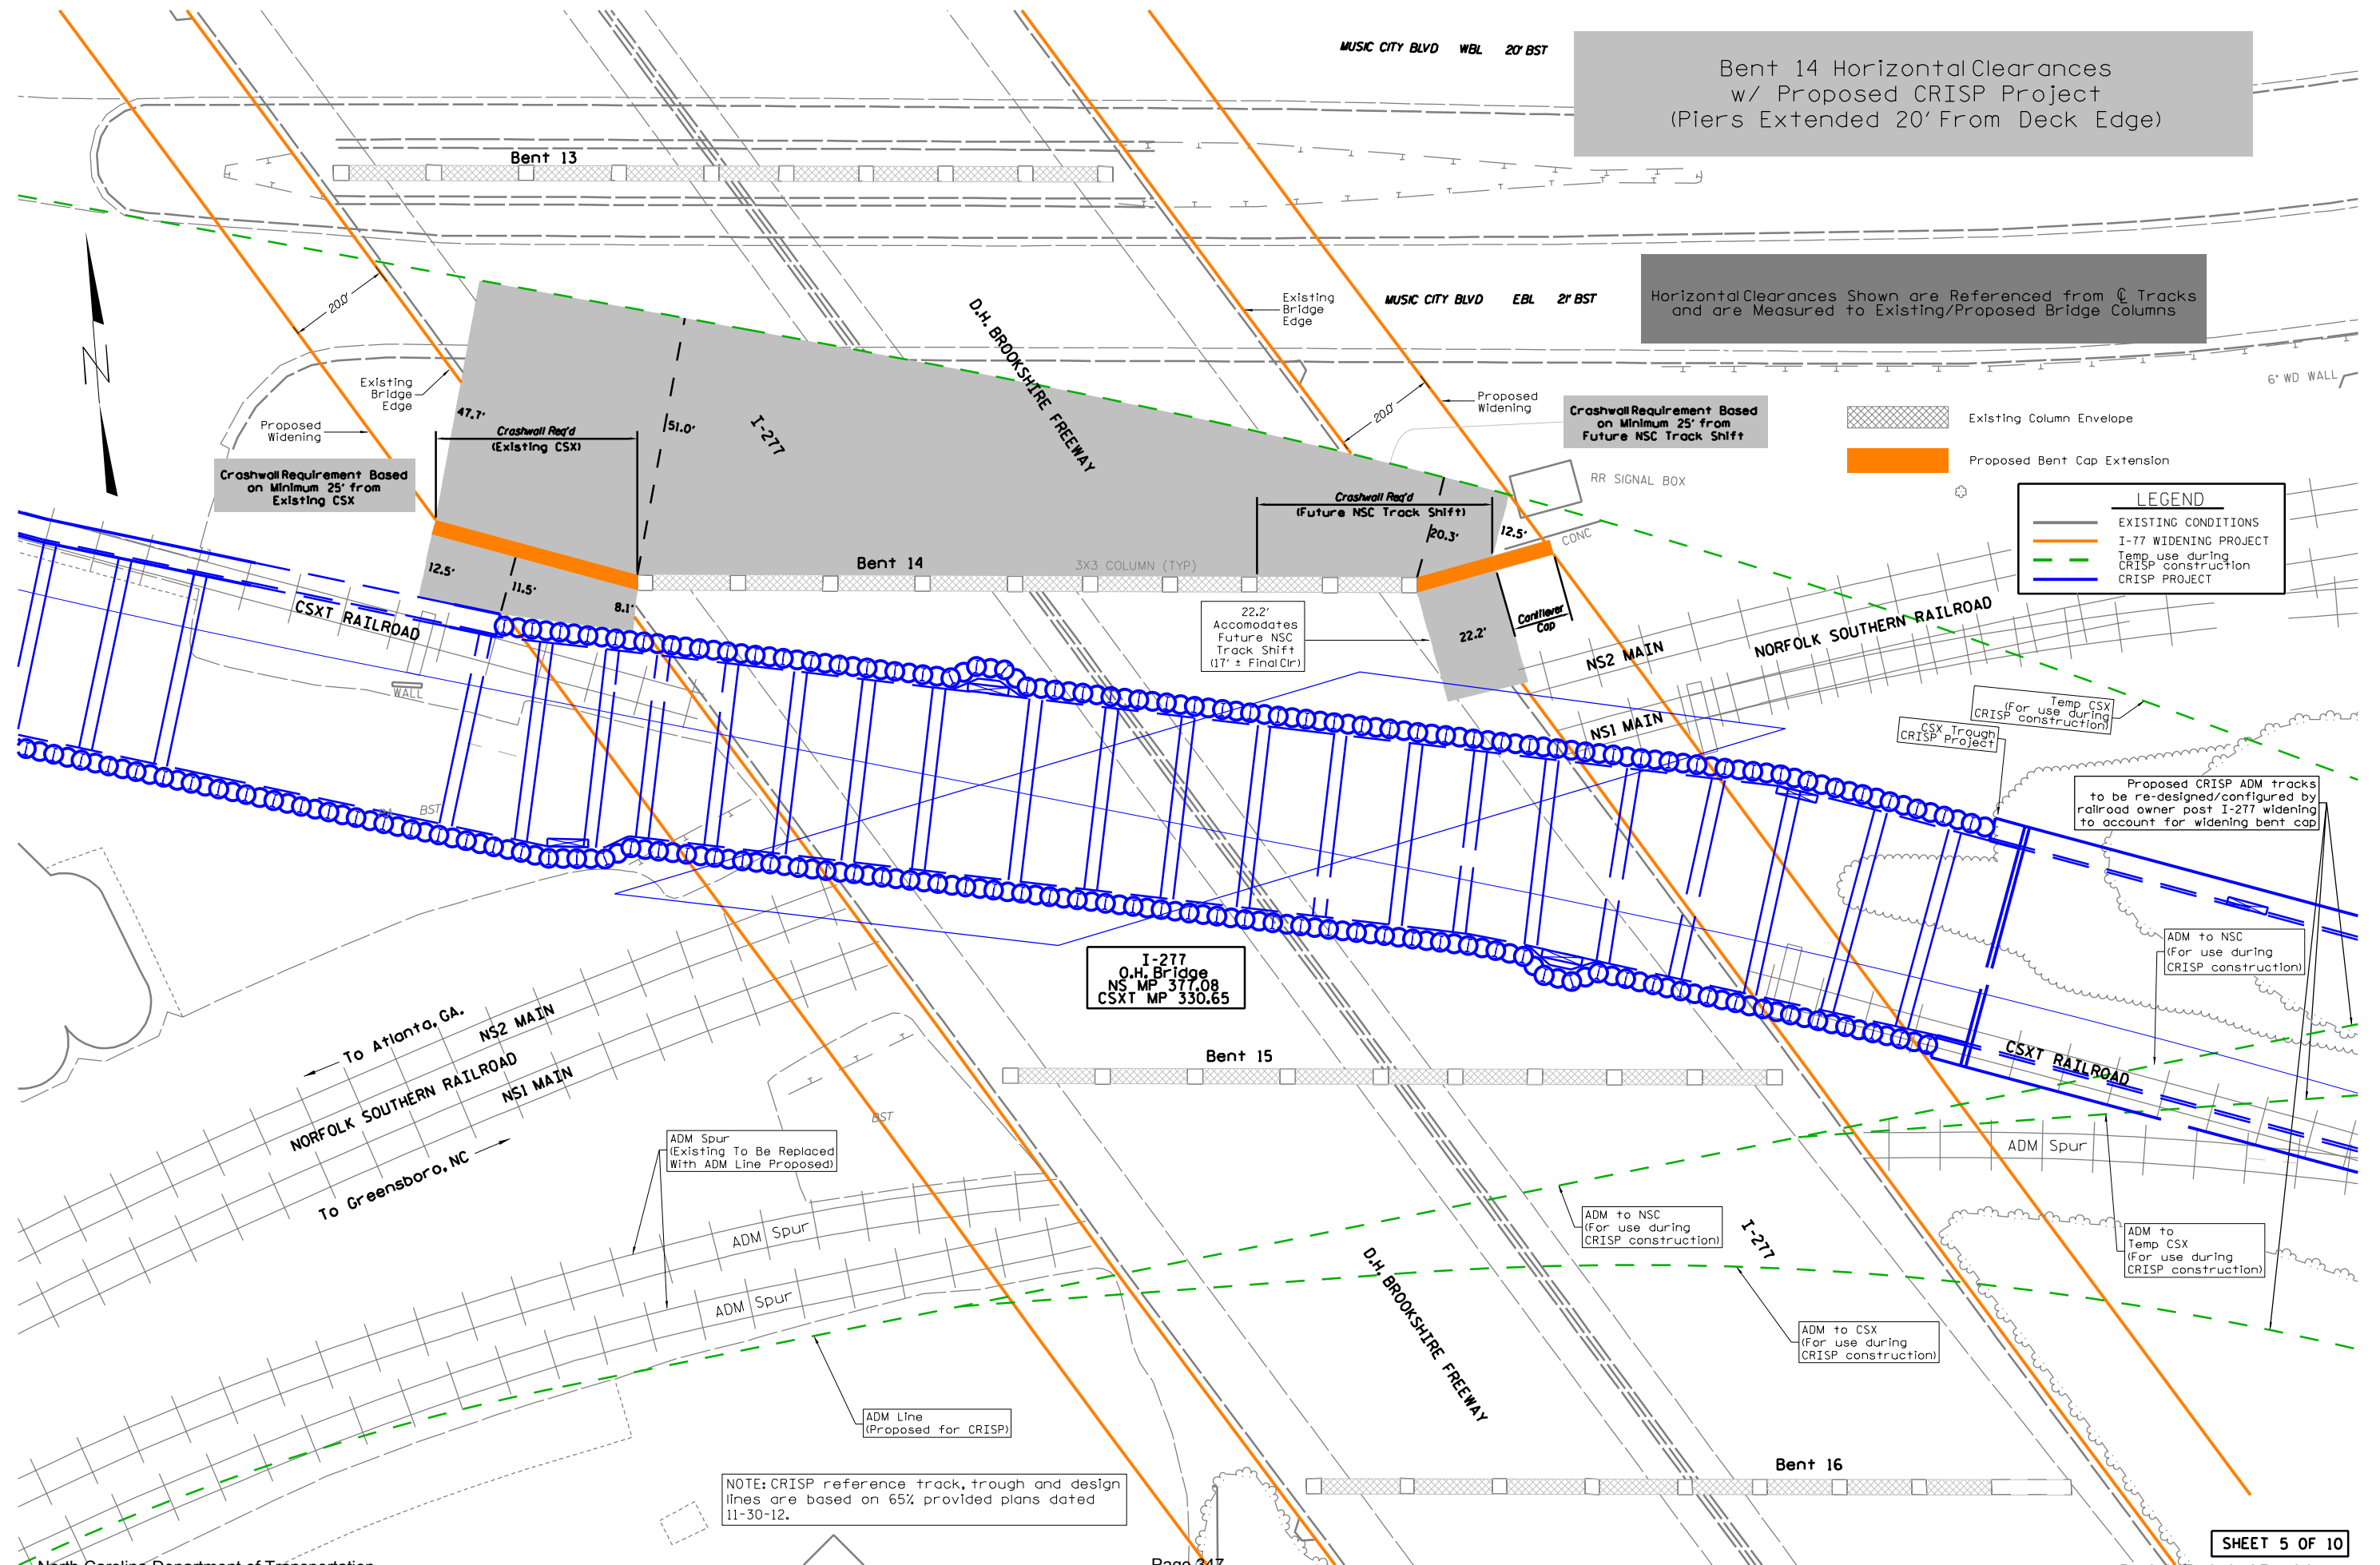 MUSIC CITY BLVD WBL 20' BST
Bent 14 Horizontal Clearances
w/ Proposed CRISP Project
(Piers Extended 20' From Deck Edge)
Bent 13
20.0'
Existing
Bridge
Edge
MUSIC CITY BLVD EBL 21' BST
Horizontal Clearances Shown are Referenced from ℄ Tracks
and are Measured to Existing/Proposed Bridge Columns
N
D.H. BROOKSHIRE FREEWAY
I-277
Existing
Bridge
Edge
Proposed
Widening
47.7'
Crashwall Req'd
(Existing CSX)
51.0'
20.0'
Proposed
Widening
Crashwall Requirement Based
on Minimum 25' from
Future NSC Track Shift
6" WD WALL
Existing Column Envelope
Proposed Bent Cap Extension
Crashwall Requirement Based
on Minimum 25' from
Existing CSX
RR SIGNAL BOX
LEGEND
EXISTING CONDITIONS
I-77 WIDENING PROJECT
Temp use during
CRISP construction
CRISP PROJECT
Crashwall Req'd
(Future NSC Track Shift)
20.3'
12.5'
CONC
Bent 14
3X3 COLUMN (TYP)
12.5'
11.5'
8.1'
CSXT RAILROAD
22.2'
Accomodates
Future NSC
Track Shift
(17' ± Final Clr)
22.2'
Cantilever
Cap
NS2 MAIN
NORFOLK SOUTHERN RAILROAD
NS1 MAIN
WALL
Temp CSX
(For use during
CRISP construction)
CSX Trough
CRISP Project
Proposed CRISP ADM tracks
to be re-designed/configured by
railroad owner post I-277 widening
to account for widening bent cap
BST
ADM to NSC
(For use during
CRISP construction)
I-277
O.H. Bridge
NS MP 377.08
CSXT MP 330.65
To Atlanta, GA.
NS2 MAIN
NORFOLK SOUTHERN RAILROAD
NS1 MAIN
To Greensboro, NC
Bent 15
CSXT RAILROAD
BST
ADM Spur
(Existing To Be Replaced
With ADM Line Proposed)
ADM Spur
ADM Spur
ADM Spur
ADM to NSC
(For use during
CRISP construction)
I-277
ADM to
Temp CSX
(For use during
CRISP construction)
D.H. BROOKSHIRE FREEWAY
ADM to CSX
(For use during
CRISP construction)
ADM Line
(Proposed for CRISP)
Bent 16
NOTE: CRISP reference track, trough and design
lines are based on 65% provided plans dated
11-30-12.
SHEET 5 OF 10
North Carolina Department of Transportation
Page 347